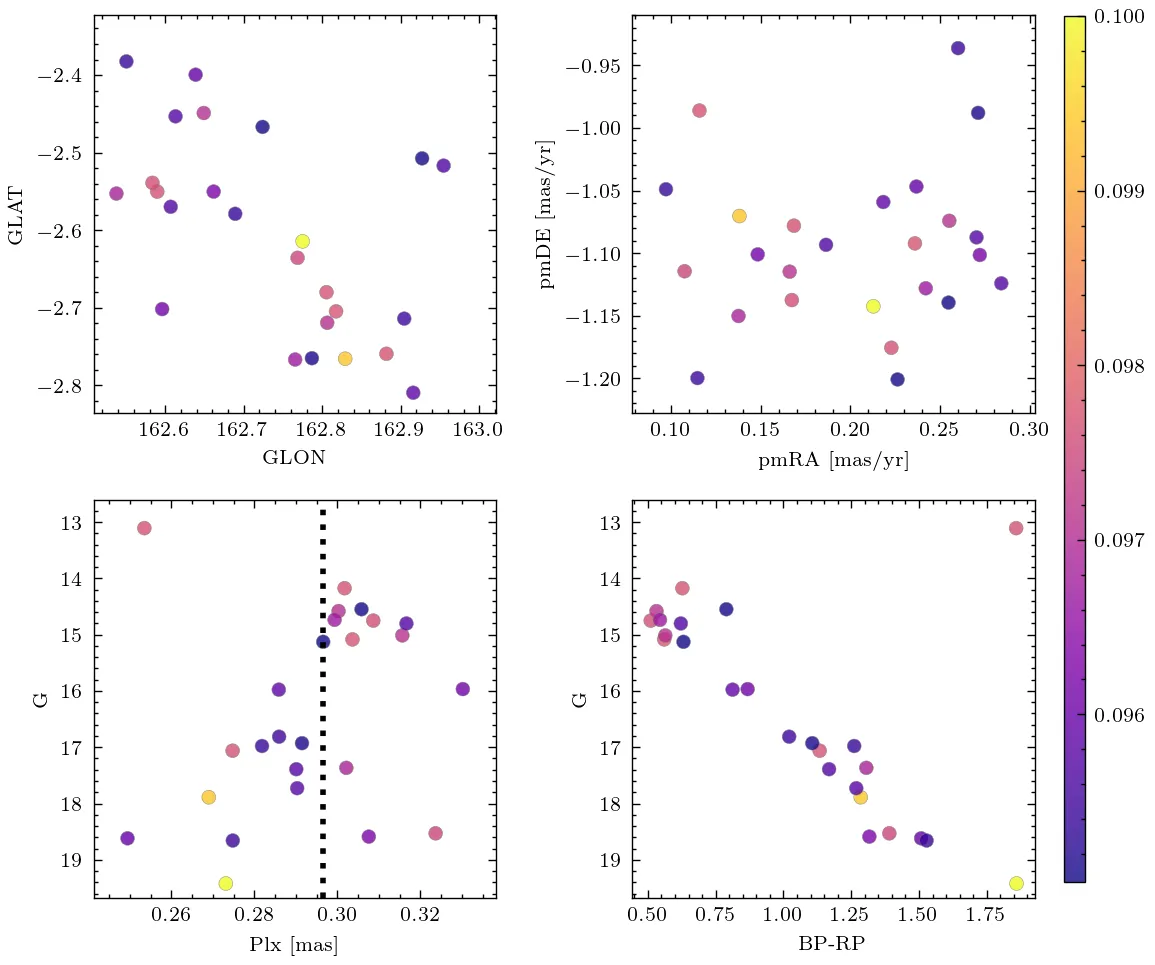 −2.4
−2.5
−2.6
−2.7
−2.8
GLAT
162.6 162.7 162.8 162.9 163.0
GLON
−0.95
−1.00
−1.05
−1.10
−1.15
−1.20
pmDE [mas/yr]
0.10 0.15 0.20 0.25 0.30
pmRA [mas/yr]
13
14
15
16
17
18
19
G
0.26 0.28 0.30 0.32
Plx [mas]
13
14
15
16
17
18
19
G
0.50 0.75 1.00 1.25 1.50 1.75
BP-RP
0.100
0.099
0.098
0.097
0.096